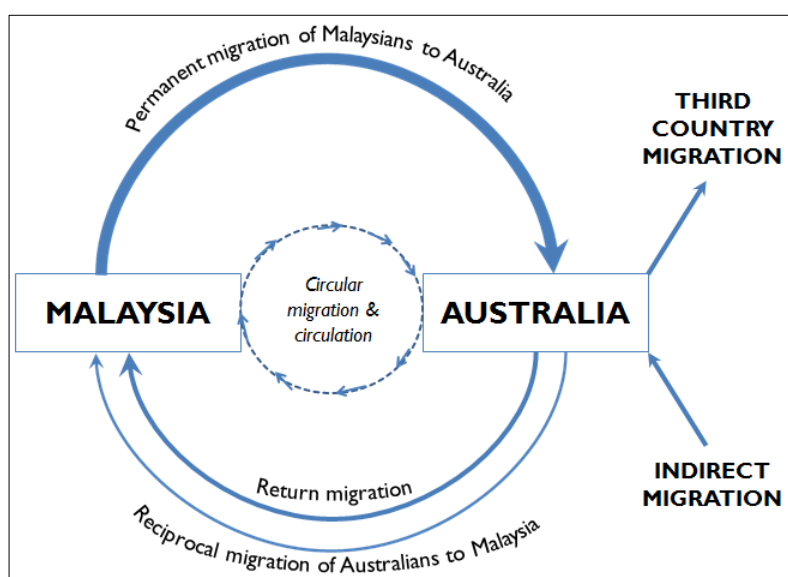 Permanent migration of Malaysians to Australia
THIRD
COUNTRY
MIGRATION
Circular
migration &
circulation
MALAYSIA
AUSTRALIA
Return migration
Reciprocal migration of Australians to Malaysia
INDIRECT
MIGRATION